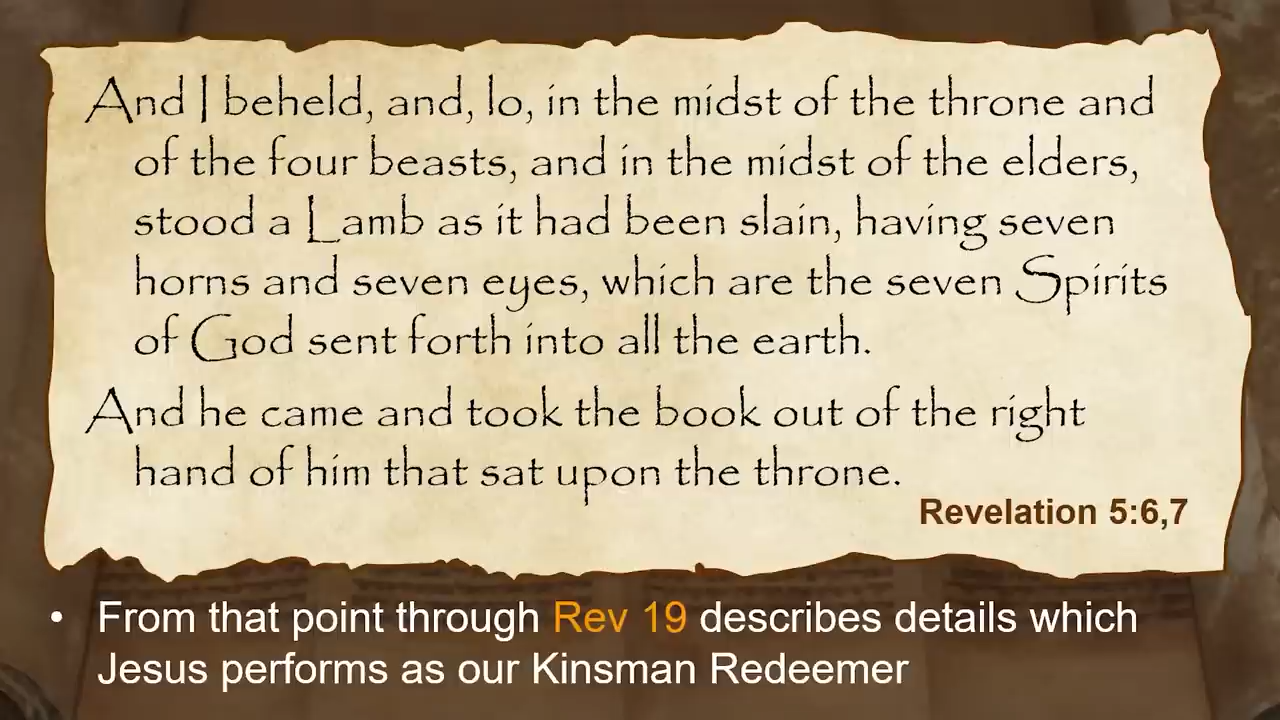 And I beheld, and, lo, in the midst of the throne and
of the four beasts, and in the midst of the elders,
stood a Lamb as it had been slain, having seven
horns and seven eyes, which are the seven Spirits
of God sent forth into all the earth.
And he came and took the book out of the right
hand of him that sat upon the throne.
Revelation 5:6,7
• From that point through Rev 19 describes details which
Jesus performs as our Kinsman Redeemer